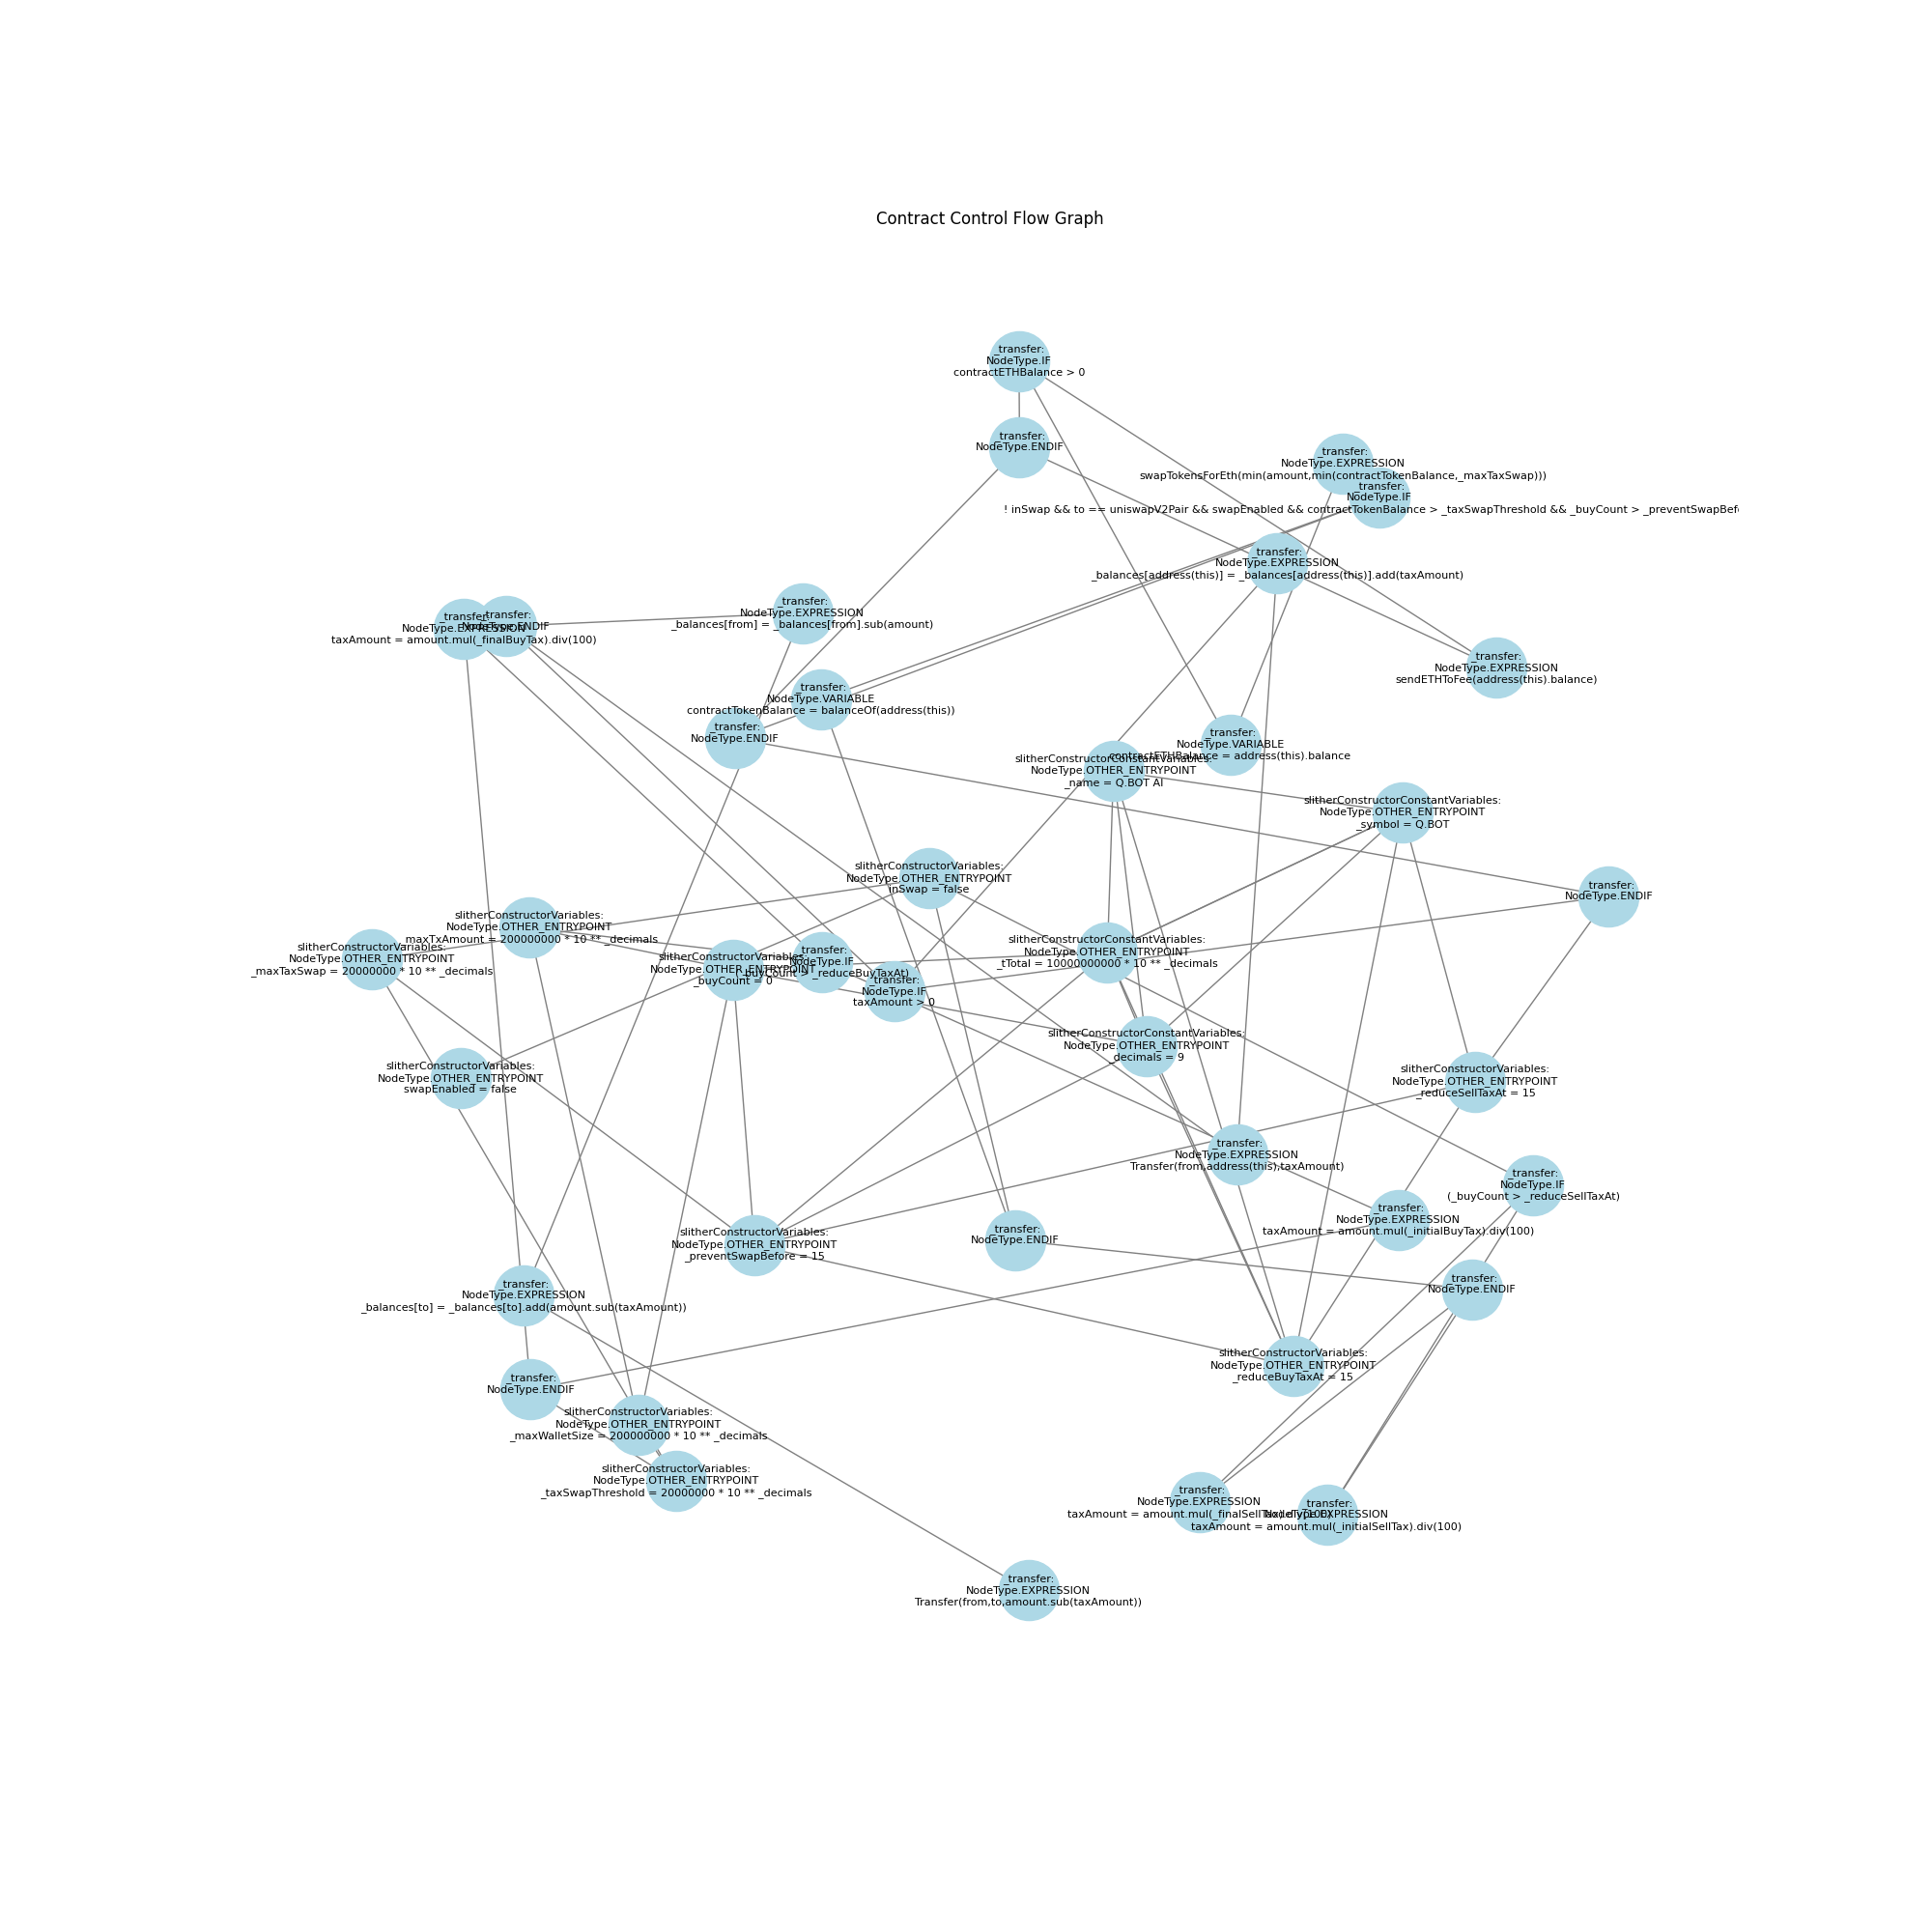 Contract Control Flow Graph
_transfer:
NodeType.IF
contractETHBalance > 0
_transfer:
NodeType.ENDIF
_transfer:
NodeType.EXPRESSION
swapTokensForEth(min(amount,min(contractTokenBalance,_maxTaxSwap)))
_transfer:
NodeType.IF
! inSwap && to == uniswapV2Pair && swapEnabled && contractTokenBalance > _taxSwapThreshold && _buyCount > _preventSwapBef
_transfer:
NodeType.EXPRESSION
_balances[address(this)] = _balances[address(this)].add(taxAmount)
_transfer:
NodeType.EXPRESSION
_balances[from] = _balances[from].sub(amount)
_transfer:
NodeType.EXPRESSION
taxAmount = amount.mul(_finalBuyTax).div(100)
_transfer:
NodeType.ENDIF
_transfer:
NodeType.EXPRESSION
sendETHToFee(address(this).balance)
_transfer:
NodeType.VARIABLE
contractTokenBalance = balanceOf(address(this))
_transfer:
NodeType.ENDIF
_transfer:
NodeType.VARIABLE
contractETHBalance = address(this).balance
slitherConstructorConstantVariables:
NodeType.OTHER_ENTRYPOINT
_name = Q.BOT AI
slitherConstructorConstantVariables:
NodeType.OTHER_ENTRYPOINT
_symbol = Q.BOT
slitherConstructorVariables:
NodeType.OTHER_ENTRYPOINT
inSwap = false
_transfer:
NodeType.ENDIF
slitherConstructorVariables:
NodeType.OTHER_ENTRYPOINT
_maxTxAmount = 200000000 * 10 ** _decimals
slitherConstructorVariables:
NodeType.OTHER_ENTRYPOINT
_maxTaxSwap = 20000000 * 10 ** _decimals
slitherConstructorVariables:
NodeType.OTHER_ENTRYPOINT
_buyCount = 0
_transfer:
NodeType.IF
(_buyCount > _reduceBuyTaxAt)
_transfer:
NodeType.IF
taxAmount > 0
slitherConstructorConstantVariables:
NodeType.OTHER_ENTRYPOINT
_tTotal = 10000000000 * 10 ** _decimals
slitherConstructorConstantVariables:
NodeType.OTHER_ENTRYPOINT
_decimals = 9
slitherConstructorVariables:
NodeType.OTHER_ENTRYPOINT
swapEnabled = false
slitherConstructorVariables:
NodeType.OTHER_ENTRYPOINT
_reduceSellTaxAt = 15
_transfer:
NodeType.EXPRESSION
Transfer(from,address(this),taxAmount)
_transfer:
NodeType.IF
(_buyCount > _reduceSellTaxAt)
_transfer:
NodeType.EXPRESSION
taxAmount = amount.mul(_initialBuyTax).div(100)
slitherConstructorVariables:
NodeType.OTHER_ENTRYPOINT
_preventSwapBefore = 15
_transfer:
NodeType.ENDIF
_transfer:
NodeType.ENDIF
_transfer:
NodeType.EXPRESSION
_balances[to] = _balances[to].add(amount.sub(taxAmount))
slitherConstructorVariables:
NodeType.OTHER_ENTRYPOINT
_reduceBuyTaxAt = 15
_transfer:
NodeType.ENDIF
slitherConstructorVariables:
NodeType.OTHER_ENTRYPOINT
_maxWalletSize = 200000000 * 10 ** _decimals
slitherConstructorVariables:
NodeType.OTHER_ENTRYPOINT
_taxSwapThreshold = 20000000 * 10 ** _decimals
_transfer:
NodeType.EXPRESSION
taxAmount = amount.mul(_finalSellTax).div(100)
_transfer:
NodeType.EXPRESSION
taxAmount = amount.mul(_initialSellTax).div(100)
_transfer:
NodeType.EXPRESSION
Transfer(from,to,amount.sub(taxAmount))